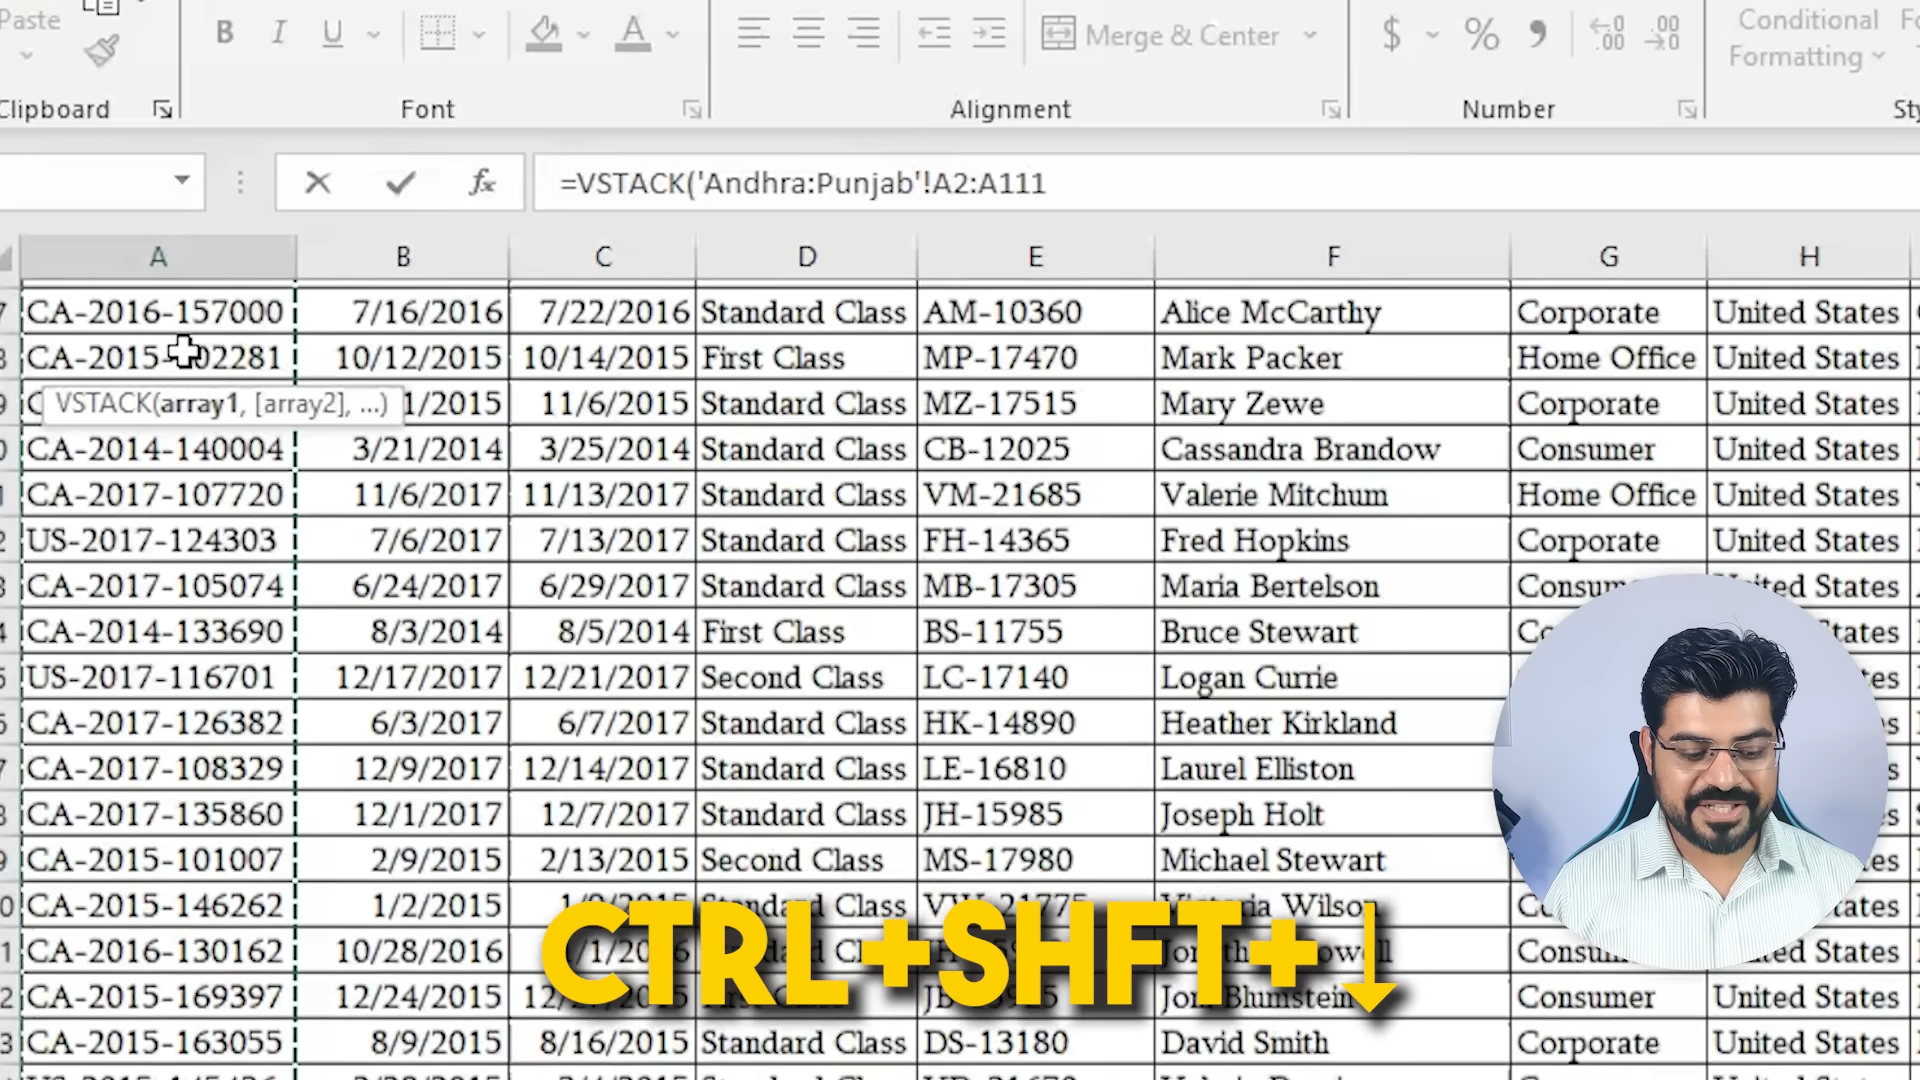 Paste
B I U A
Merge & Center
$ % 9 .00 .00
Conditional
Formatting
Clipboard Font Alignment Number
fx =VSTACK('Andhra:Punjab'!A2:A111
A B C D E F G H
CA-2016-157000 7/16/2016 7/22/2016 Standard Class AM-10360 Alice McCarthy Corporate United States
10/12/2015 10/14/2015 First Class MP-17470 Mark Packer Home Office United States
VSTACK(array1, [array2], ...) 11/6/2015 Standard Class MZ-17515 Mary Zewe Corporate United States
CA-2014-140004 3/21/2014 3/25/2014 Standard Class CB-12025 Cassandra Brandow Consumer United States
CA-2017-107720 11/6/2017 11/13/2017 Standard Class VM-21685 Valerie Mitchum Home Office United States
US-2017-124303 7/6/2017 7/13/2017 Standard Class FH-14365 Fred Hopkins Corporate United States
CA-2017-105074 6/24/2017 6/29/2017 Standard Class MB-17305 Maria Bertelson
CA-2014-133690 8/3/2014 8/5/2014 First Class BS-11755 Bruce Stewart
US-2017-116701 12/17/2017 12/21/2017 Second Class LC-17140 Logan Currie
CA-2017-126382 6/3/2017 6/7/2017 Standard Class HK-14890 Heather Kirkland
CA-2017-108329 12/9/2017 12/14/2017 Standard Class LE-16810 Laurel Elliston
CA-2017-135860 12/1/2017 12/7/2017 Standard Class JH-15985 Joseph Holt
CA-2015-101007 2/9/2015 2/13/2015 Second Class MS-17980 Michael Stewart
CA-2015-146262 1/2/2015 Class Wilson
CA-2016-130162 10/28/2016
CTRL+SHFT+↓
CA-2015-169397 12/24/2015 Blumstein Consumer United States
CA-2015-163055 8/9/2015 8/16/2015 Standard Class DS-13180 David Smith Corporate United States